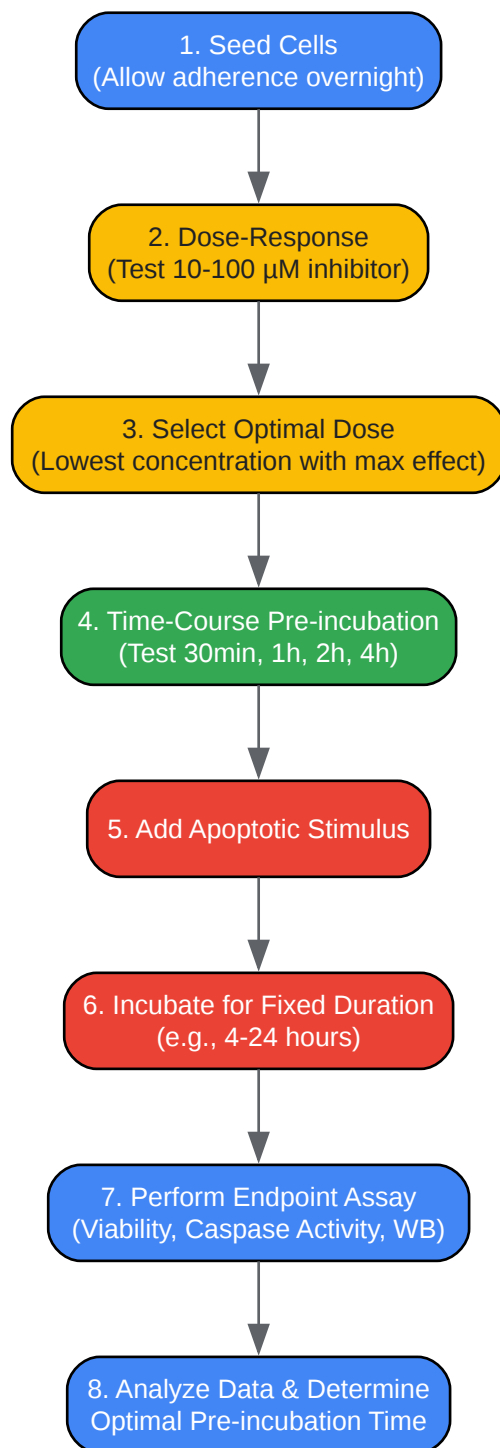 1. Seed Cells
(Allow adherence overnight)
2. Dose-Response
(Test 10-100 µM inhibitor)
3. Select Optimal Dose
(Lowest concentration with max effect)
4. Time-Course Pre-incubation
(Test 30min, 1h, 2h, 4h)
5. Add Apoptotic Stimulus
6. Incubate for Fixed Duration
(e.g., 4-24 hours)
7. Perform Endpoint Assay
(Viability, Caspase Activity, WB)
8. Analyze Data & Determine
Optimal Pre-incubation Time